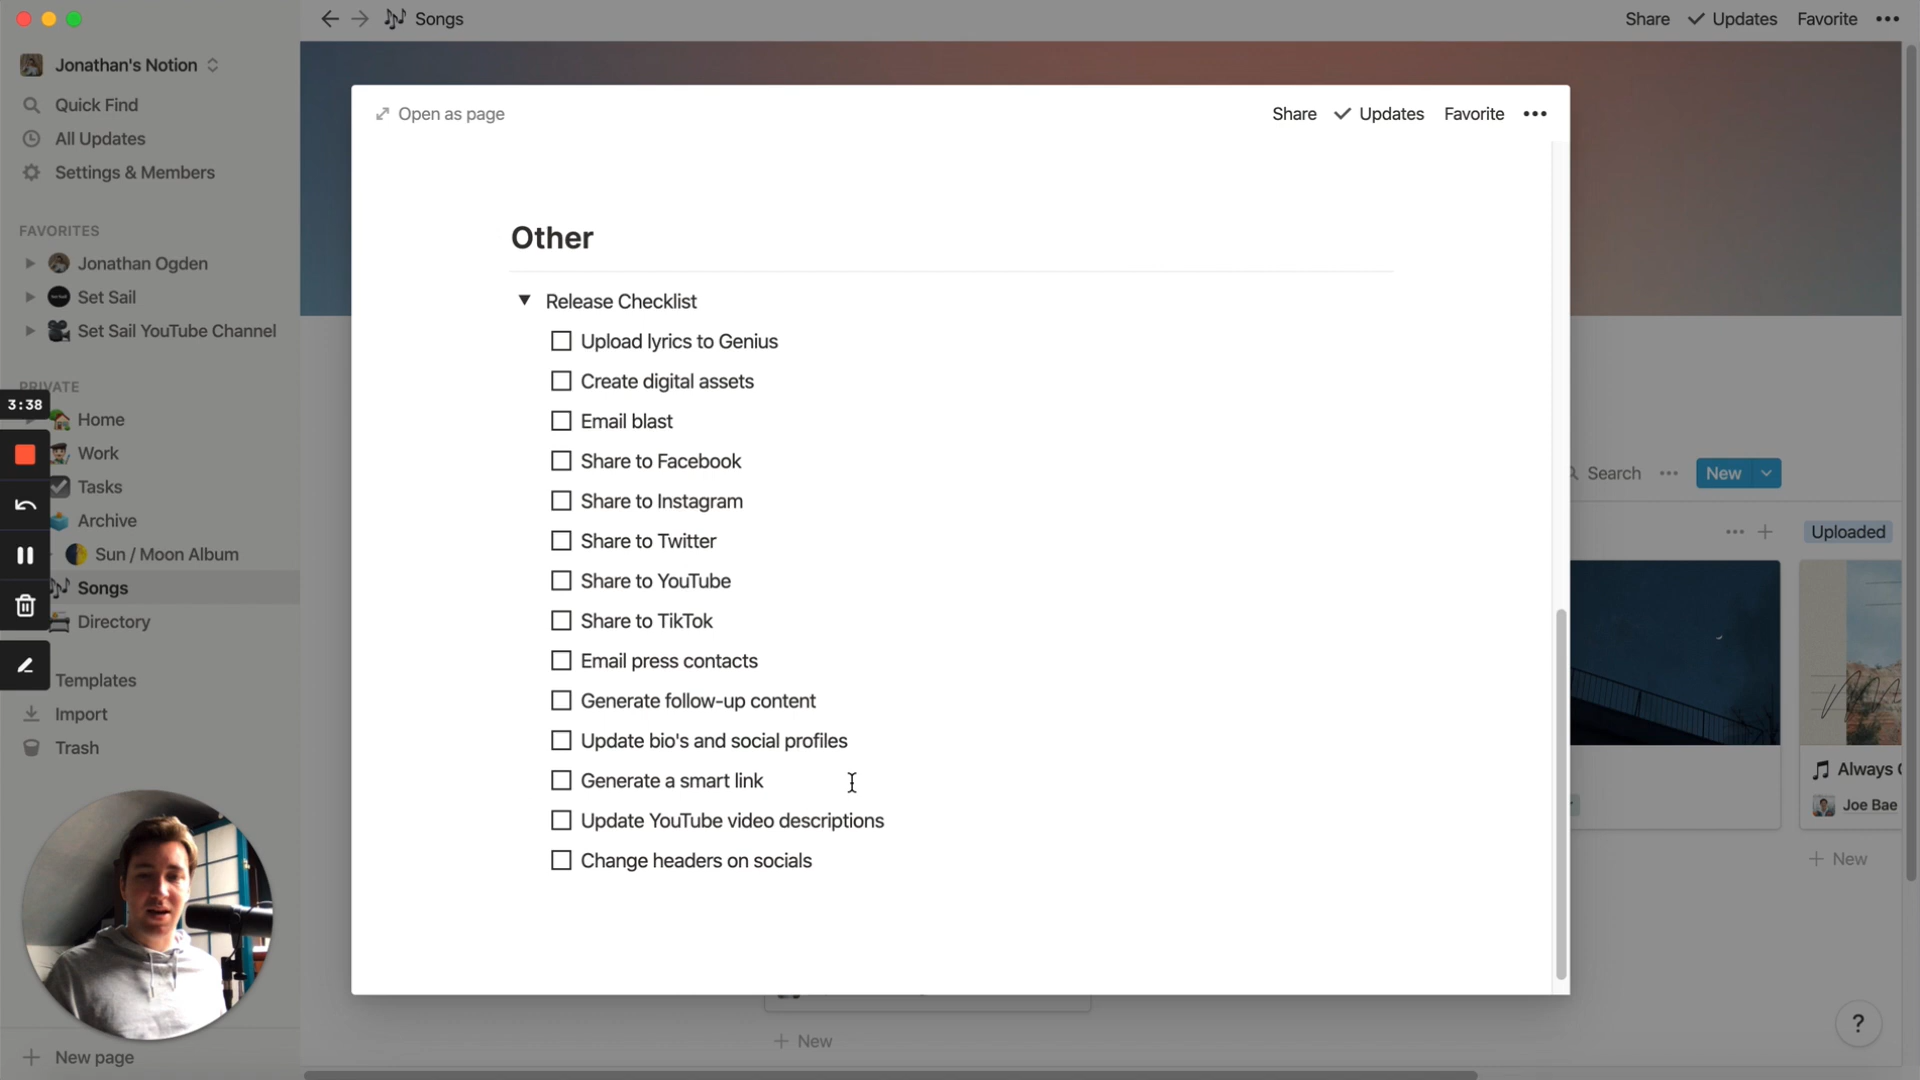 Songs
Share
Updates
Favorite
Jonathan's Notion
Quick Find
All Updates
Settings & Members
FAVORITES
Jonathan Ogden
Set Sail
Set Sail YouTube Channel
PRIVATE
3:38
Home
Work
Tasks
Archive
Sun / Moon Album
Songs
Directory
Templates
Import
Trash
New page
Open as page
Share
Updates
Favorite
Other
Release Checklist
Upload lyrics to Genius
Create digital assets
Email blast
Share to Facebook
Share to Instagram
Share to Twitter
Share to YouTube
Share to TikTok
Email press contacts
Generate follow-up content
Update bio's and social profiles
Generate a smart link
Update YouTube video descriptions
Change headers on socials
Search
New
Uploaded
Always
Joe Bae
+ New
+ New
?